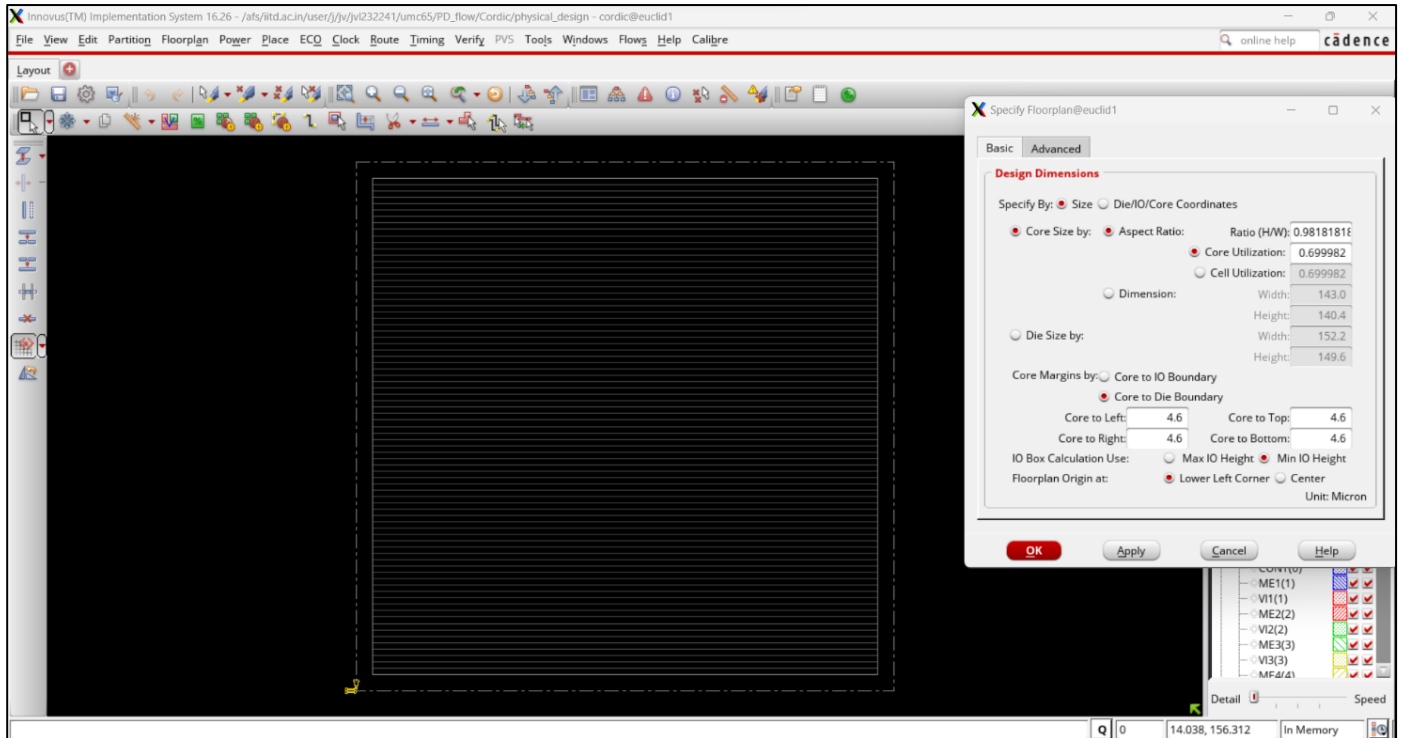 Innovus(TM) Implementation System 16.26 - /afs/iitd.ac.in/user/j/jv/jvl232241/umc65/PD_flow/Cordic/physical_design - cordic@euclid1
File View Edit Partition Floorplan Power Place ECO Clock Route Timing Verify PVS Tools Windows Flows Help Calibre
online help cādence
Layout
Specify Floorplan@euclid1
Basic Advanced
Design Dimensions
Specify By: Size Die/IO/Core Coordinates
Core Size by: Aspect Ratio: Ratio (H/W): 0.98181818
Core Utilization: 0.699982
Cell Utilization: 0.699982
Dimension: Width: 143.0
Height: 140.4
Die Size by: Width: 152.2
Height: 149.6
Core Margins by: Core to IO Boundary
Core to Die Boundary
Core to Left: 4.6 Core to Top: 4.6
Core to Right: 4.6 Core to Bottom: 4.6
IO Box Calculation Use: Max IO Height Min IO Height
Floorplan Origin at: Lower Left Corner Center
Unit: Micron
OK Apply Cancel Help
CONT(0)
ME1(1)
VI1(1)
ME2(2)
VI2(2)
ME3(3)
VI3(3)
ME4(4)
Detail Speed
Q 0 14.038, 156.312 In Memory